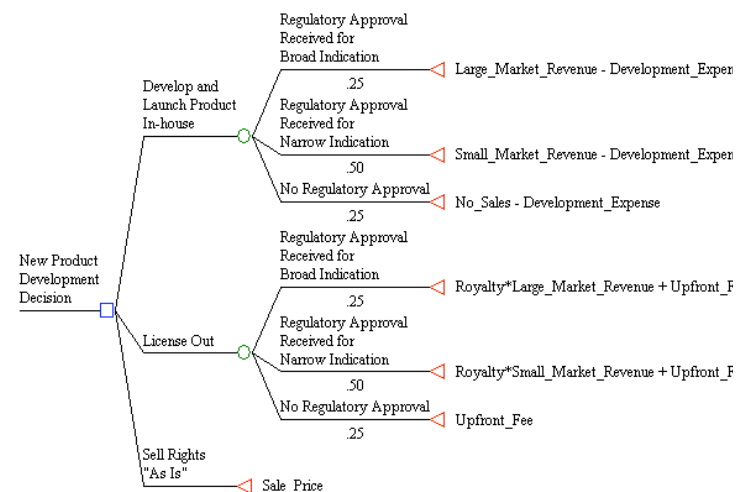 Regulatory Approval
Received for
Broad Indication
.25
Large_Market_Revenue - Development_Expen
Develop and
Launch Product
In-house
Regulatory Approval
Received for
Narrow Indication
.50
Small_Market_Revenue - Development_Expen
No Regulatory Approval
.25
No_Sales - Development_Expense
New Product
Development
Decision
Regulatory Approval
Received for
Broad Indication
.25
Royalty*Large_Market_Revenue + Upfront_F
License Out
Regulatory Approval
Received for
Narrow Indication
.50
Royalty*Small_Market_Revenue + Upfront_F
No Regulatory Approval
.25
Upfront_Fee
Sell Rights
"As Is"
Sale_Price